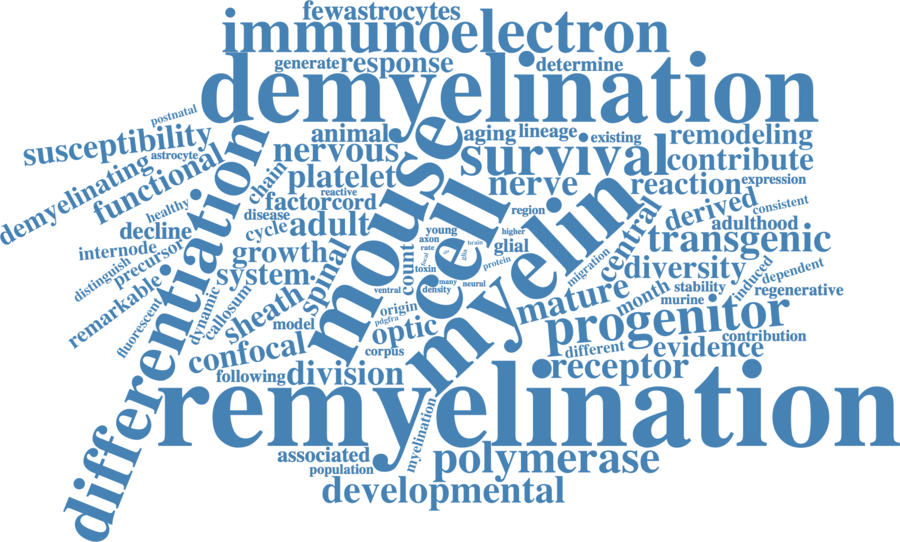 fewastrocytes
immunoelectron
generate response determine
demyelination
postnatal
susceptibility
animal
aging lineage existing
remodeling
astrocyte
nervous
survival
contribute
demyelinating
functional
differentiation
chain
platelet
mouse
nerve
myelin
reaction
expression
reactive
healthy
disease
factor
cord
cell
region
derived
consistent
decline
cycle
adult
young
higher
central
adulthood
internode
precursor
growth
axon
rate
brain
glial
transgenic
distinguish
system
spinal
count
focal
glia
toxin
protein
migration
diversity
induced
dependent
remarkable
dynamic
callosum
sheath
ventral
many
density
neural
mature
month
stability
murine
regenerative
fluorescent
model
origin
pdgfra
optic
progenitor
contribution
confocal
corpus
different
evidence
following
division
receptor
remyelination
myelination
associated
polymerase
population
developmental